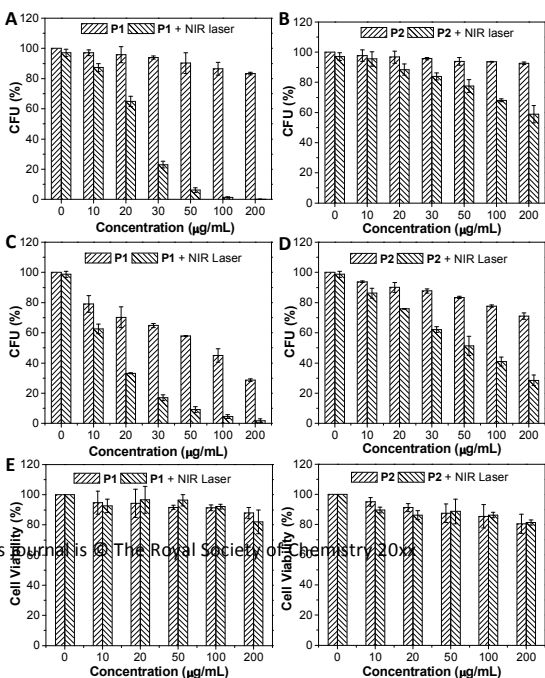 A
P1 P1 + NIR laser
120
100
80
60
40
20
0
CFU (%)
0 10 20 30 50 100 200
Concentration (μg/mL)
B
P2 P2 + NIR laser
120
100
80
60
40
20
0
CFU (%)
0 10 20 30 50 100 200
Concentration (μg/mL)
C
P1 P1 + NIR Laser
120
100
80
60
40
20
0
CFU (%)
0 10 20 30 50 100 200
Concentration (μg/mL)
D
P2 P2 + NIR Laser
120
100
80
60
40
20
0
CFU (%)
0 10 20 30 50 100 200
Concentration (μg/mL)
E
P1 P1 + NIR Laser
120
100
80
60
40
20
0
Cell Viability (%)
0 10 20 50 100 200
Concentration (μg/mL)
P2 P2 + NIR Laser
120
100
80
60
40
20
0
Cell Viability (%)
0 10 20 50 100 200
Concentration (μg/mL)
s journal is © The Royal Society of Chemistry 20xx